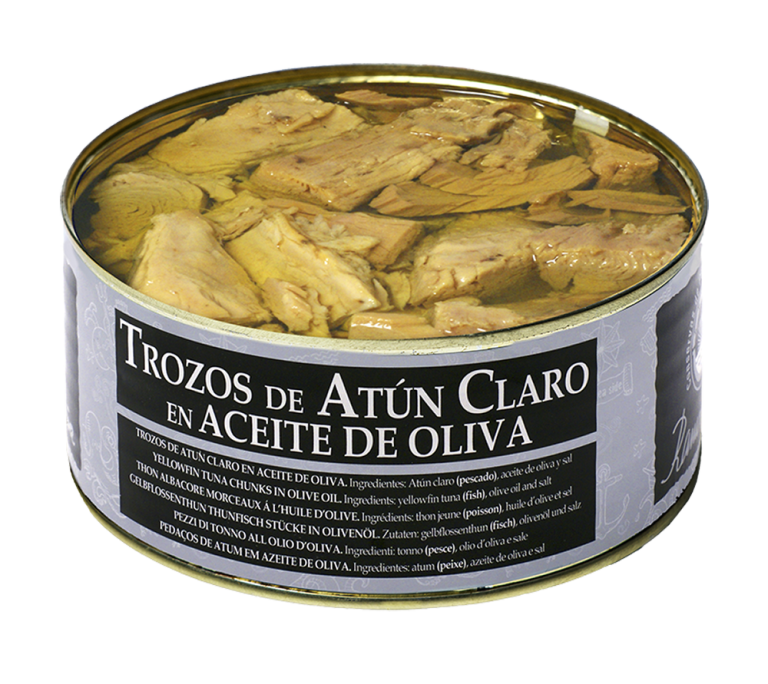 TROZOS DE ATÚN CLARO
EN ACEITE DE OLIVA
TROZOS DE ATUN CLARO EN ACEITE DE OLIVA. Ingredientes: Atún claro (pescado), aceite de oliva y sal
YELLOWFIN TUNA CHUNKS IN OLIVE OIL. Ingredients: yellowfin tuna (fish), olive oil and salt
THON ALBACORE MORCEAUX Á L'HUILE D'OLIVE. Ingrédients: thon jeune (poisson), huile d'olive et sel
GELBFLOSSENTHUN THUNFISCH STÜCKE IN OLIVENÖL. Zutaten: gelbflossenthun (fisch), olivenöl und salz
PEZZI DI TONNO ALL OLIO D'OLIVA. Ingredienti: tonno (pesce), olio d'oliva e sale
PEDAÇOS DE ATUM EM AZEITE DE OLIVA. Ingredientes: atum (peixe), azeite de oliva e sal